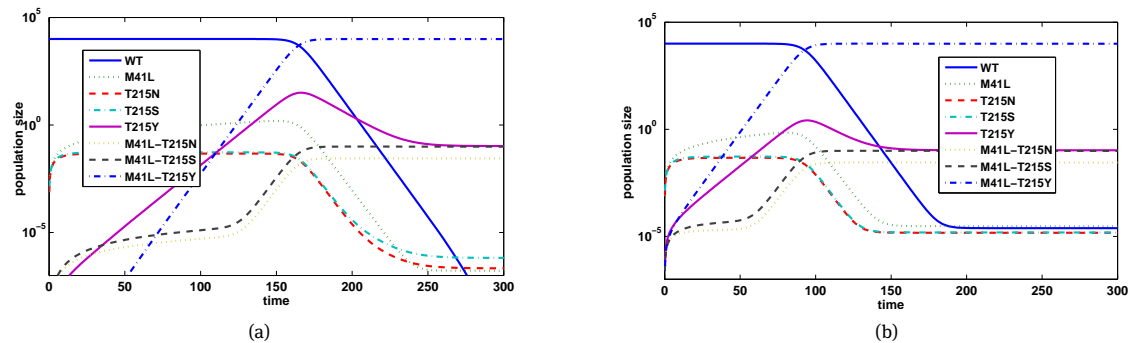 10^5
10^0
10^-5
population size
0 50 100 150 200 250 300
time
WT
M41L
T215N
T215S
T215Y
M41L-T215N
M41L-T215S
M41L-T215Y
(a)
10^5
10^0
10^-5
population size
0 50 100 150 200 250 300
time
WT
M41L
T215N
T215S
T215Y
M41L-T215N
M41L-T215S
M41L-T215Y
(b)